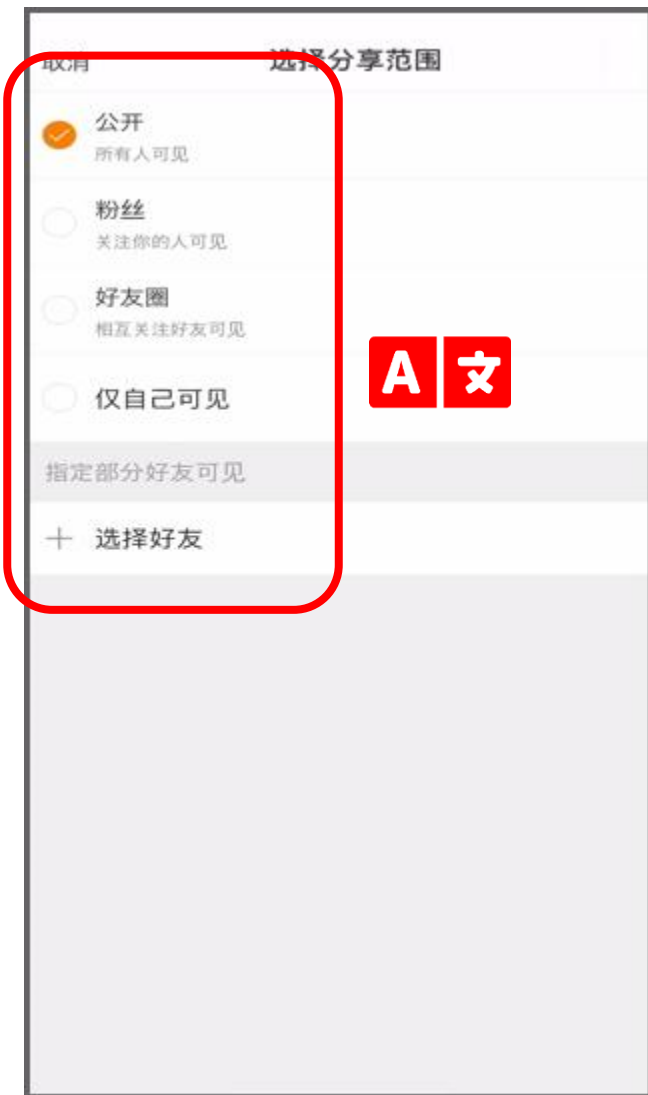 取消
选择分享范围
公开
所有人可见
粉丝
关注你的人可见
好友圈
相互关注好友可见
仅自己可见
A 文
指定部分好友可见
选择好友